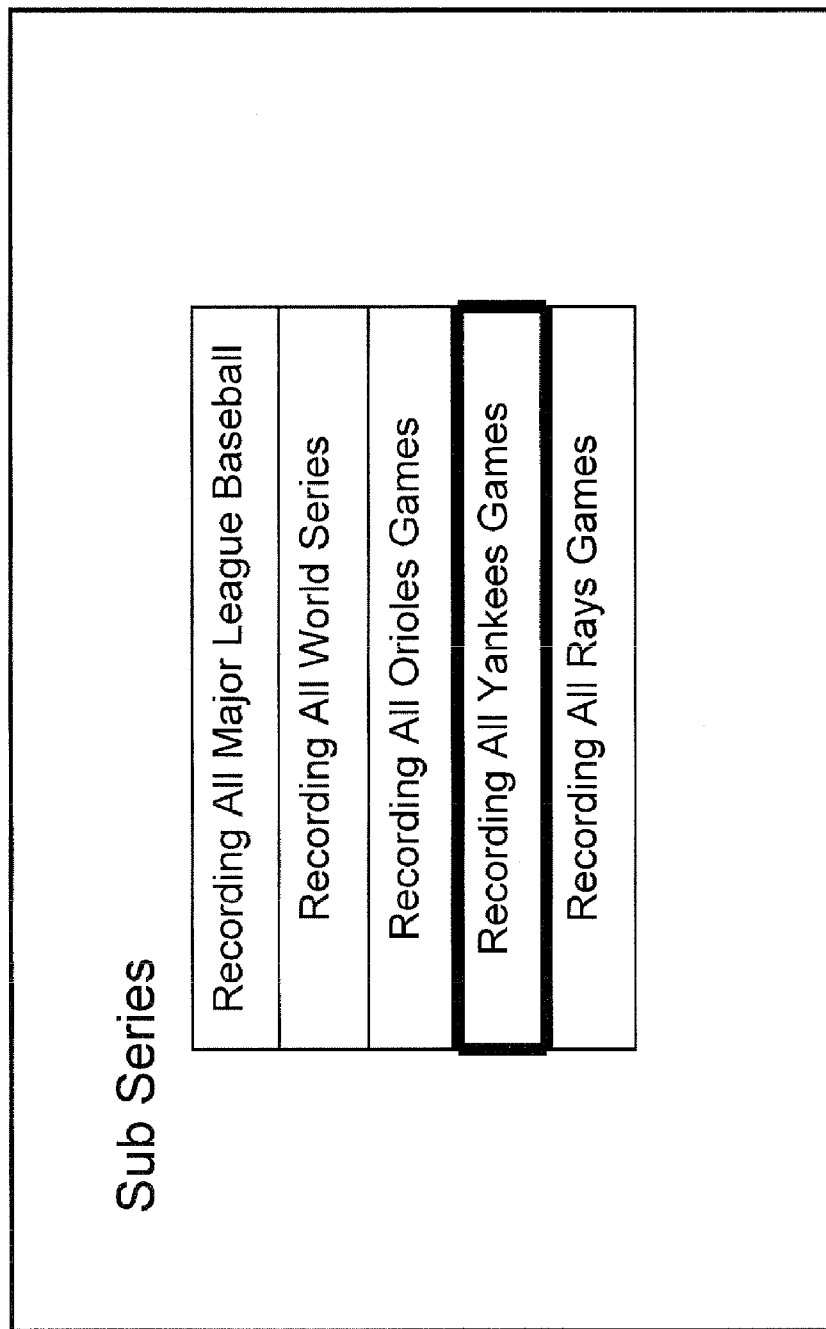 Sub Series
Recording All Major League Baseball
Recording All World Series
Recording All Orioles Games
Recording All Yankees Games
Recording All Rays Games